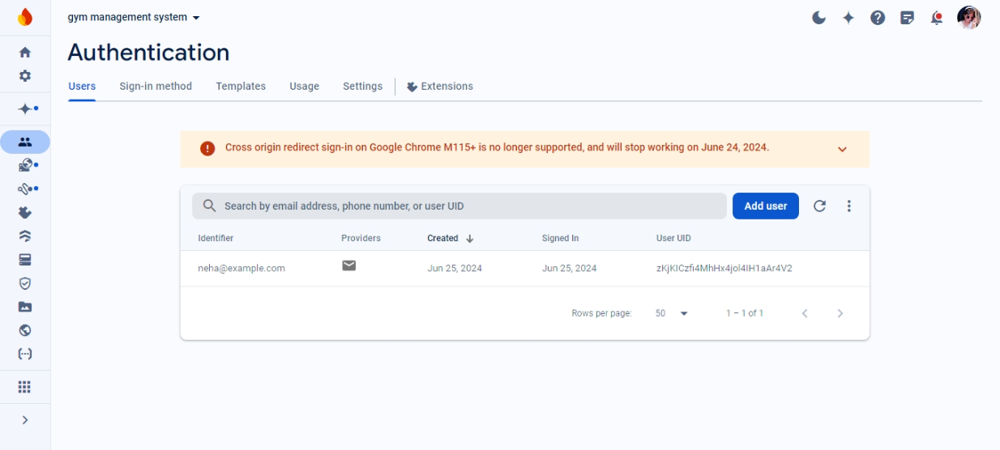 gym management system
Authentication
Users Sign-in method Templates Usage Settings Extensions
Cross origin redirect sign-in on Google Chrome M115+ is no longer supported, and will stop working on June 24, 2024.
Search by email address, phone number, or user UID Add user
Identifier Providers Created Signed In User UID
neha@example.com Jun 25, 2024 Jun 25, 2024 zKjKICzfi4MhHx4jol4IH1aAr4V2
Rows per page: 50 1 – 1 of 1